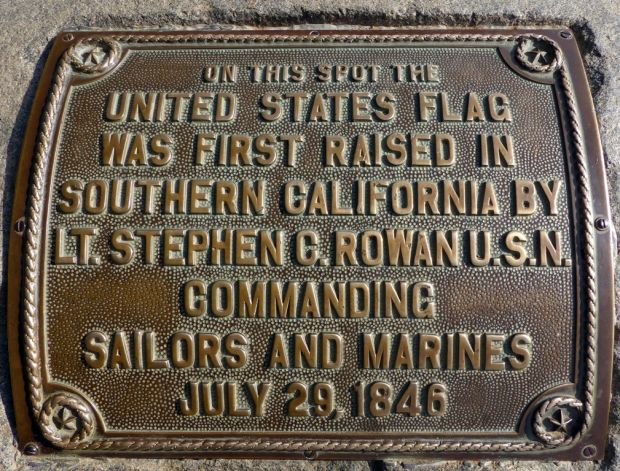 ON THIS SPOT THE
UNITED STATES FLAG
WAS FIRST RAISED IN
SOUTHERN CALIFORNIA BY
LT. STEPHEN C. ROWAN U.S.N.
COMMANDING
SAILORS AND MARINES
JULY 29, 1846